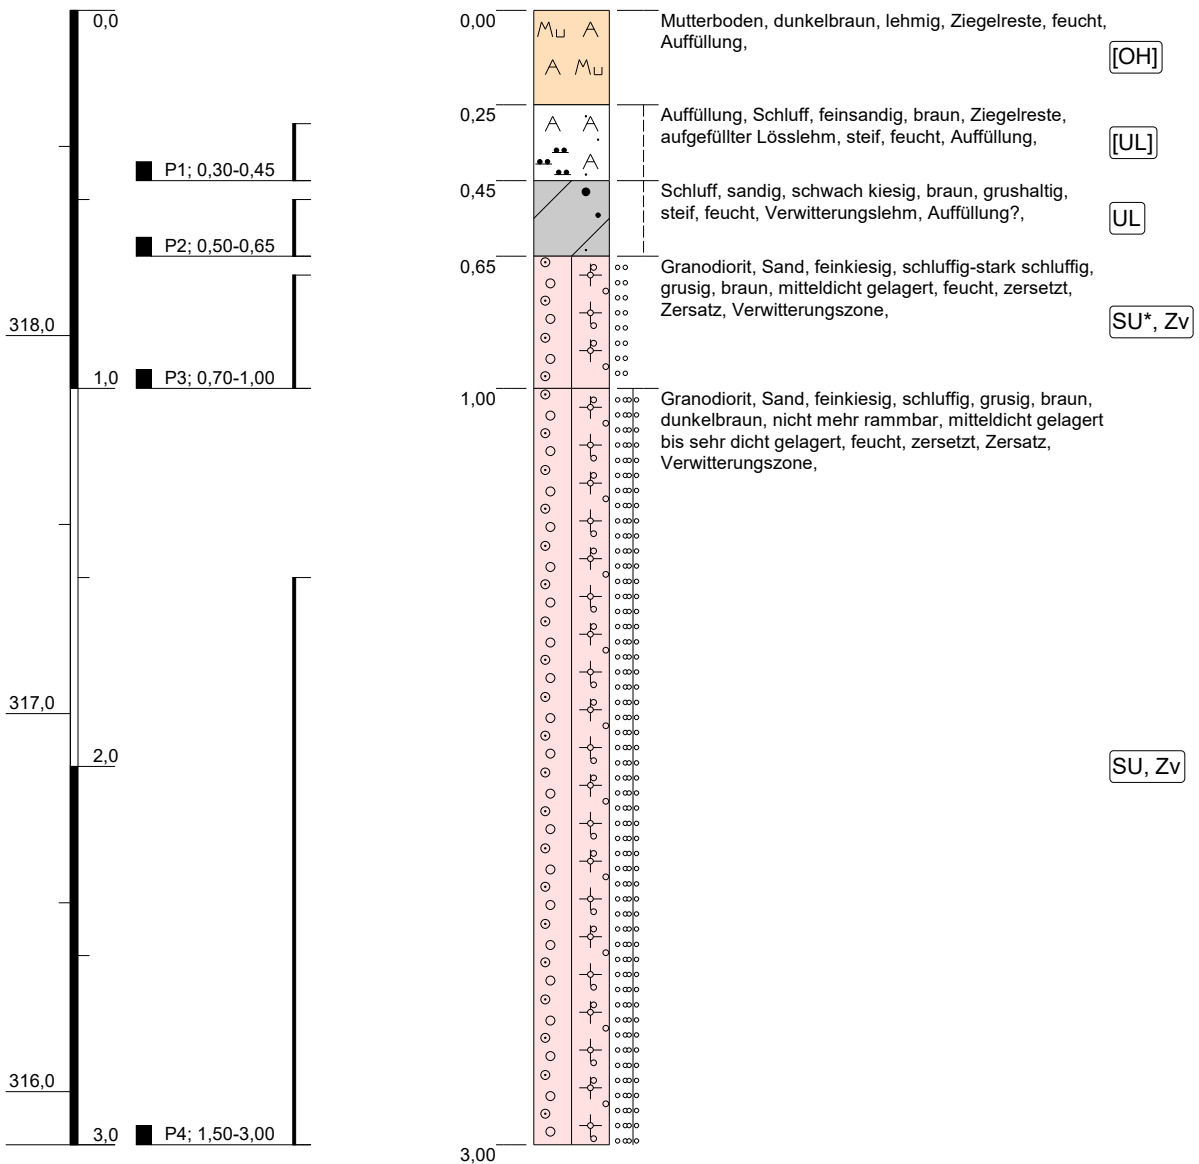 0,0
0,00
Mutterboden, dunkelbraun, lehmig, Ziegelreste, feucht,
Auffüllung,
Mu A
A Mu
[OH]
0,25
Auffüllung, Schluff, feinsandig, braun, Ziegelreste,
aufgefüllter Lösslehm, steif, feucht, Auffüllung,
A A
A
[UL]
P1; 0,30-0,45
0,45
Schluff, sandig, schwach kiesig, braun, grushaltig,
steif, feucht, Verwitterungslehm, Auffüllung?,
UL
P2; 0,50-0,65
0,65
Granodiorit, Sand, feinkiesig, schluffig-stark schluffig,
grusig, braun, mitteldicht gelagert, feucht, zersetzt,
Zersatz, Verwitterungszone,
SU*, Zv
318,0
1,0
P3; 0,70-1,00
1,00
Granodiorit, Sand, feinkiesig, schluffig, grusig, braun,
dunkelbraun, nicht mehr rammbar, mitteldicht gelagert
bis sehr dicht gelagert, feucht, zersetzt, Zersatz,
Verwitterungszone,
317,0
2,0
SU, Zv
316,0
3,0
P4; 1,50-3,00
3,00